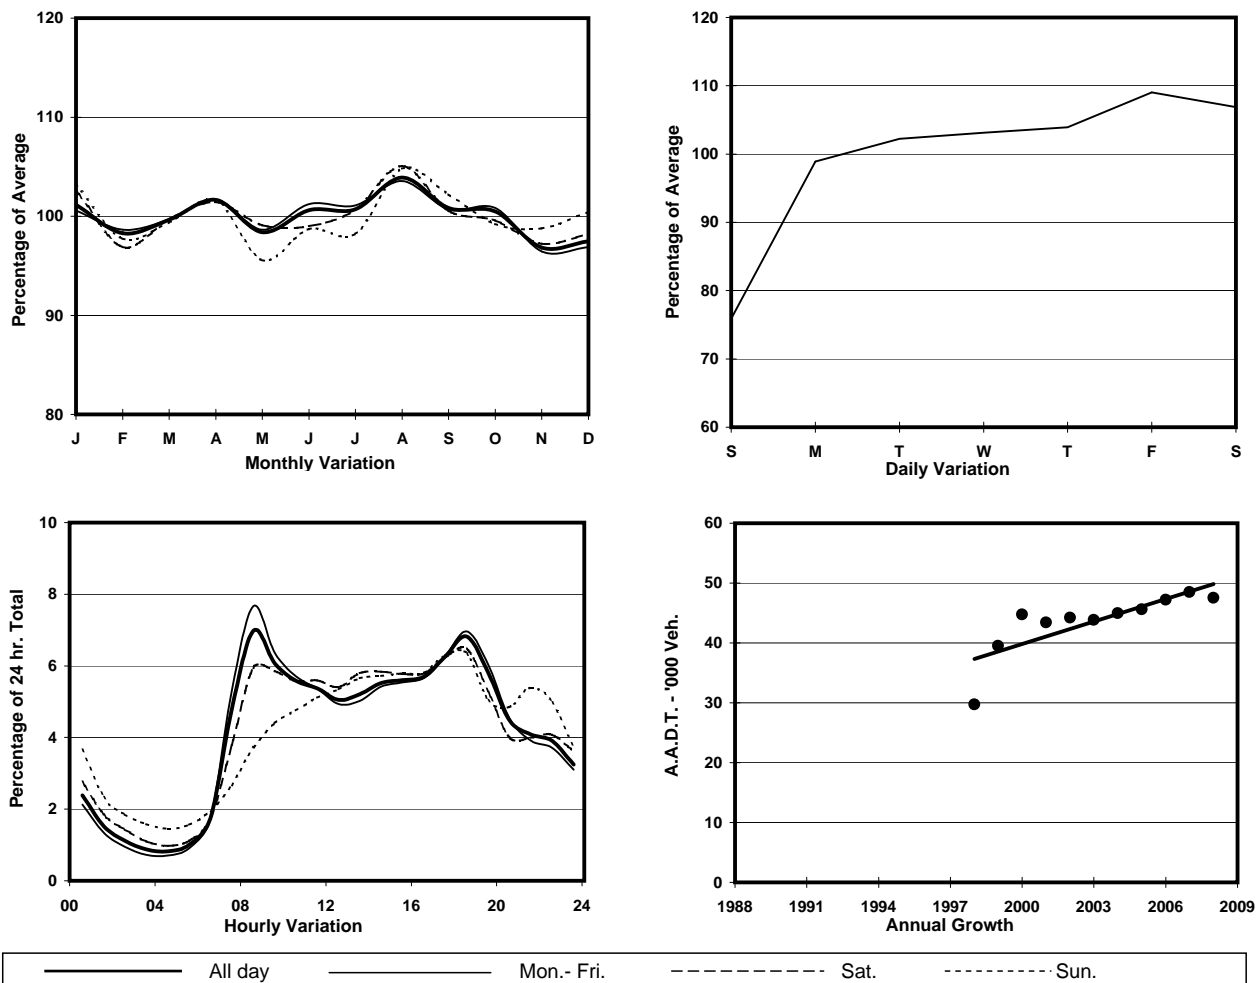 120
110
100
90
80
Percentage of Average
J F M A M J J A S O N D
Monthly Variation
120
110
100
90
80
70
60
Percentage of Average
S M T W T F S
Daily Variation
10
8
6
4
2
0
Percentage of 24 hr. Total
00 04 08 12 16 20 24
Hourly Variation
60
50
40
30
20
10
0
A.A.D.T. - '000 Veh.
1988 1991 1994 1997 2000 2003 2006 2009
Annual Growth
All day Mon.- Fri. Sat. Sun.